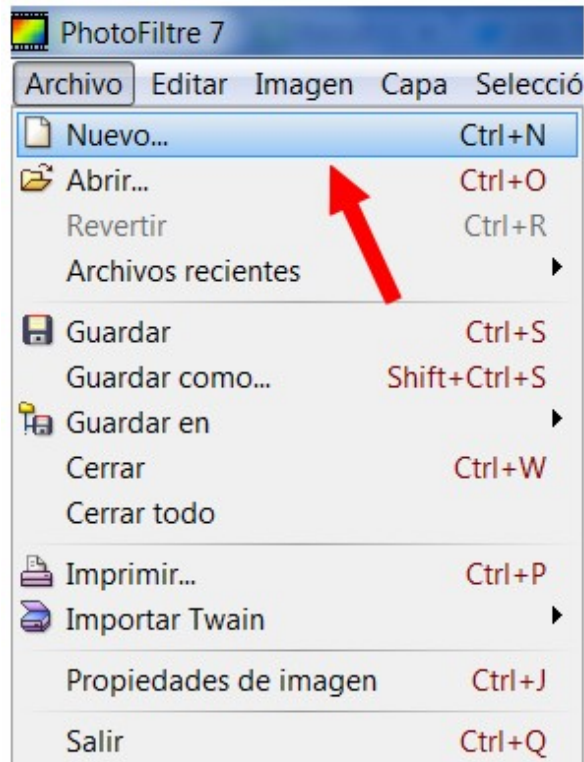 PhotoFiltre 7
Archivo Editar Imagen Capa Selecció
Nuevo... Ctrl+N
Abrir... Ctrl+O
Revertir Ctrl+R
Archivos recientes
Guardar Ctrl+S
Guardar como... Shift+Ctrl+S
Guardar en
Cerrar Ctrl+W
Cerrar todo
Imprimir... Ctrl+P
Importar Twain
Propiedades de imagen Ctrl+J
Salir Ctrl+Q